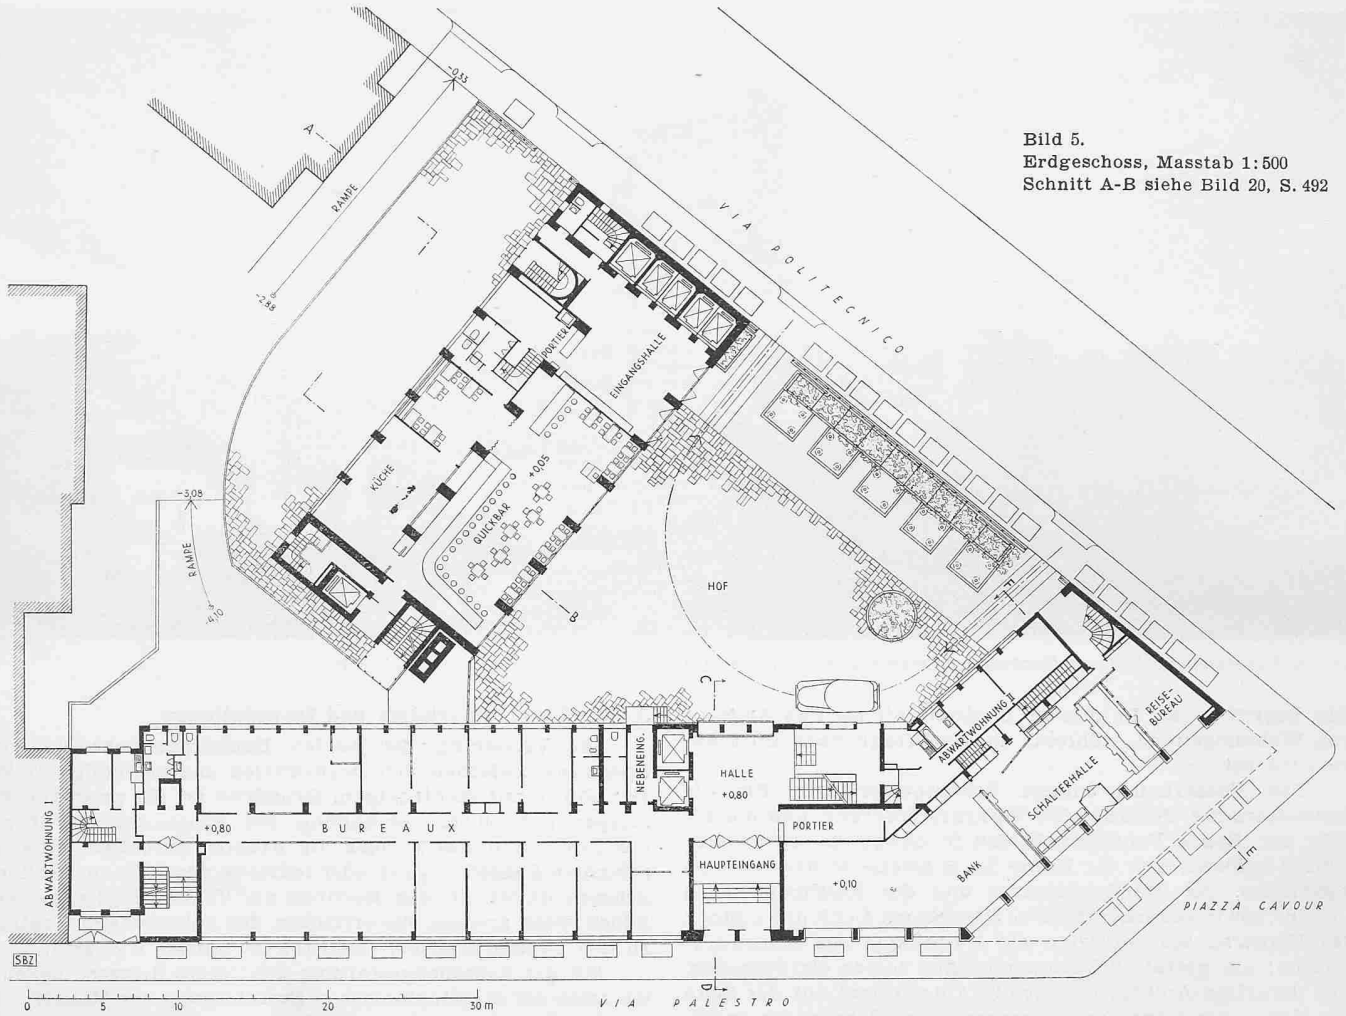 Bild 5.
Erdgeschoss, Masstab 1:500
Schnitt A-B siehe Bild 20, S. 492
-0.33
A
RAMPE
VIA POLITECNICO
-2.88
PORTIER
EINGANGSHALLE
KÜCHE
+0,05
QUICKBAR
-3,08
RAMPE
-4,10
HOF
B
F
C
ABWARTWOHNUNG II
REISE-
BUREAU
NEBENEING.
HALLE
+0,80
SCHALTERHALLE
ABWARTWOHNUNG 1
+0,80
BUREAUX
PORTIER
HAUPTEINGANG
+0,10
BANK
E
PIAZZA CAVOUR
SBZ
D
VIA PALESTRO
0 5 10 20 30 m